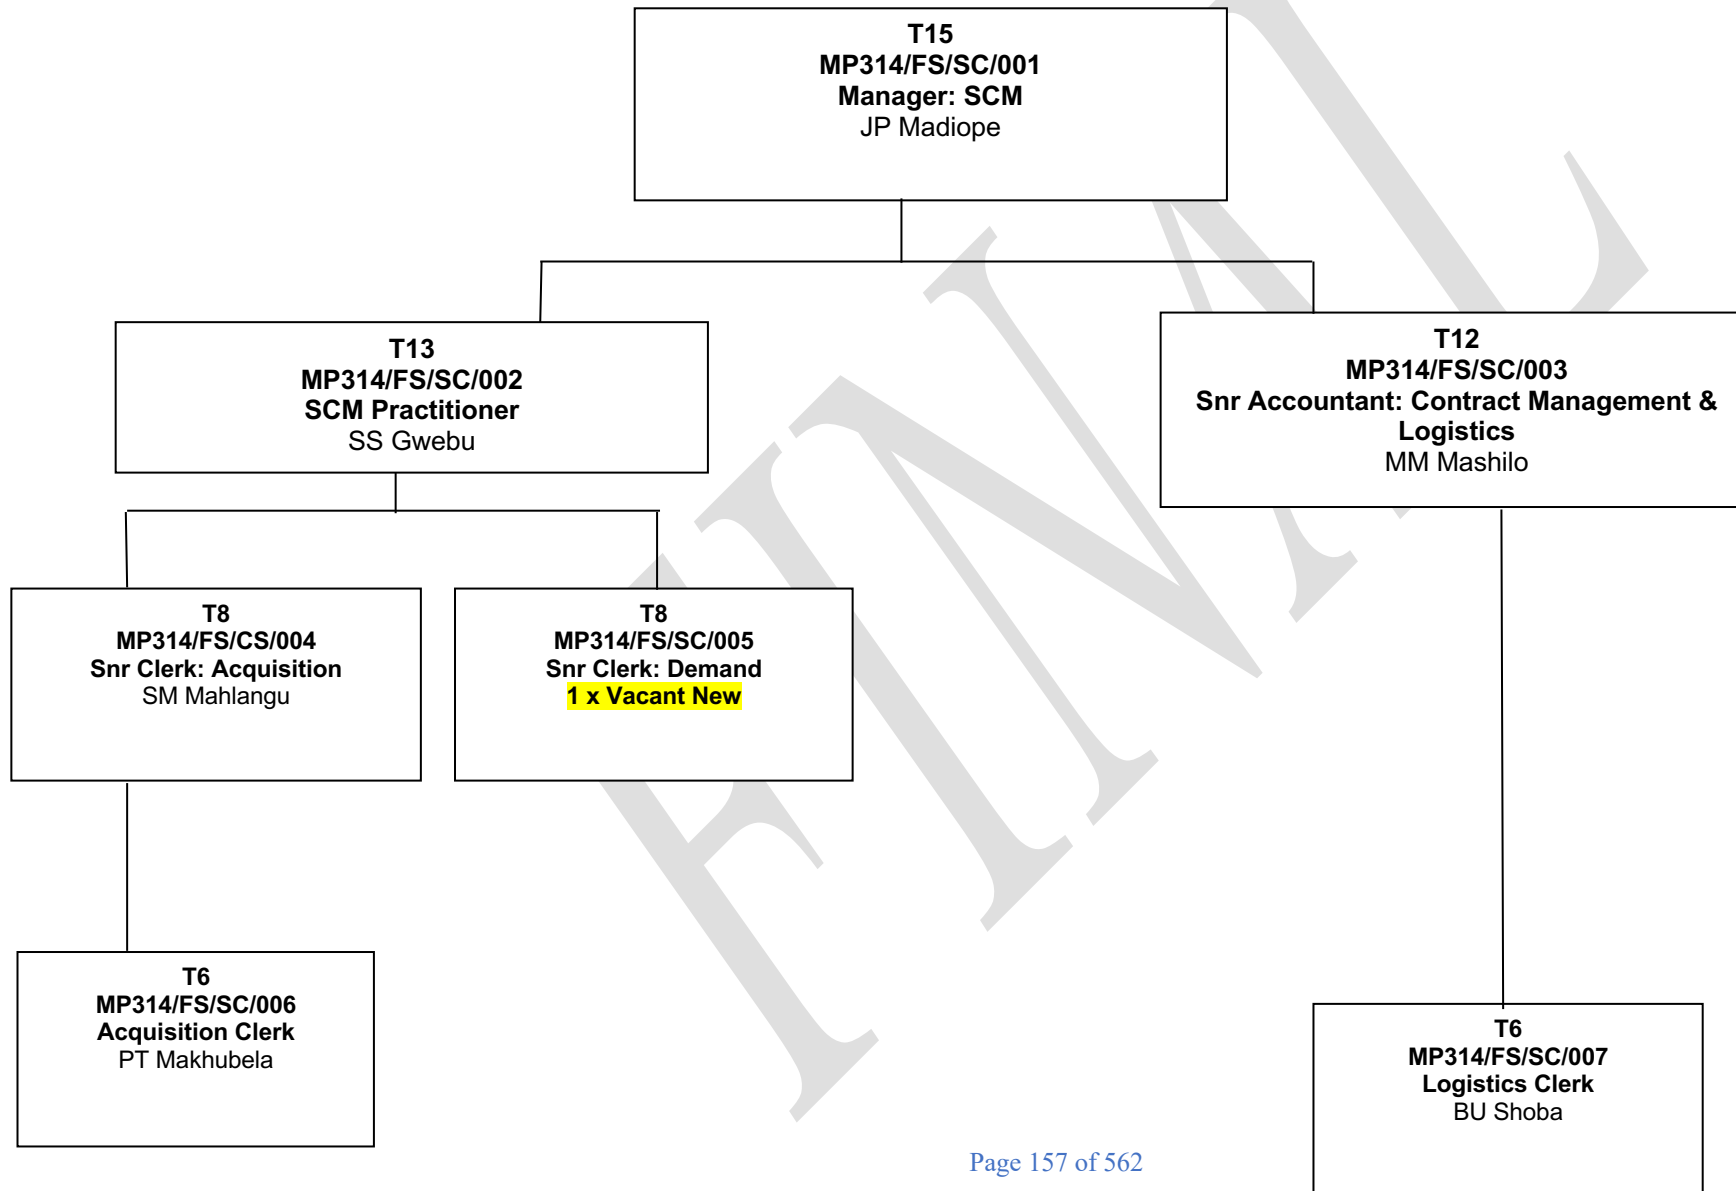 T15
MP314/FS/SC/001
Manager: SCM
JP Madiope
T13
MP314/FS/SC/002
SCM Practitioner
SS Gwebu
T12
MP314/FS/SC/003
Snr Accountant: Contract Management &
Logistics
MM Mashilo
T8
MP314/FS/CS/004
Snr Clerk: Acquisition
SM Mahlangu
T8
MP314/FS/SC/005
Snr Clerk: Demand
1 x Vacant New
T6
MP314/FS/SC/006
Acquisition Clerk
PT Makhubela
T6
MP314/FS/SC/007
Logistics Clerk
BU Shoba
Page 157 of 562
FINAL